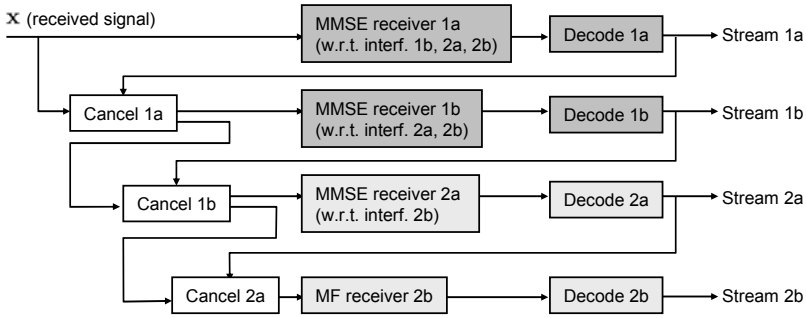 x (received signal)
MMSE receiver 1a
(w.r.t. interf. 1b, 2a, 2b)
Decode 1a
Stream 1a
Cancel 1a
MMSE receiver 1b
(w.r.t. interf. 2a, 2b)
Decode 1b
Stream 1b
Cancel 1b
MMSE receiver 2a
(w.r.t. interf. 2b)
Decode 2a
Stream 2a
Cancel 2a
MF receiver 2b
Decode 2b
Stream 2b